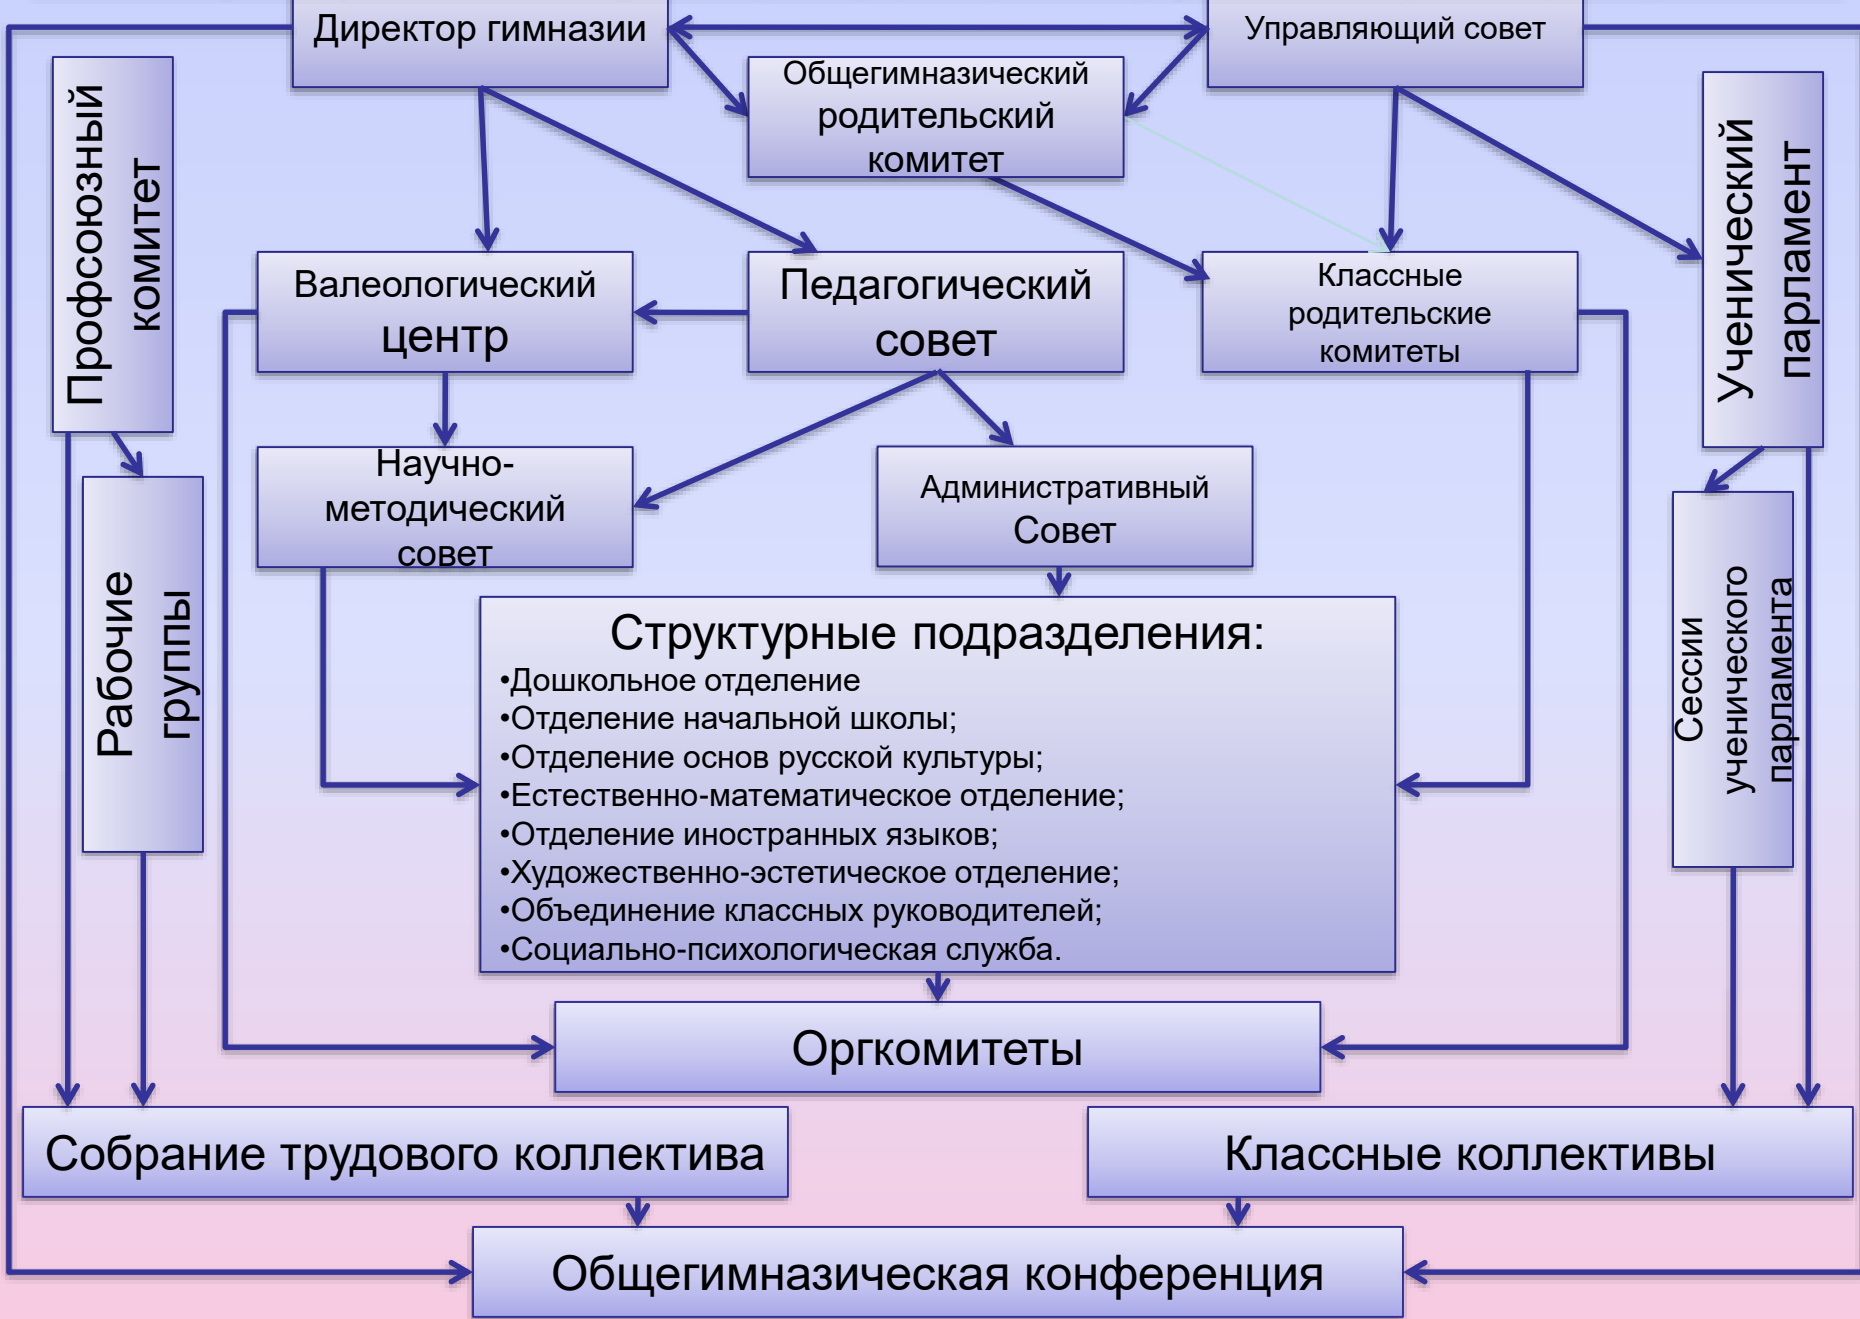 Директор гимназии
Управляющий совет
Общегимназический
родительский
комитет
Профсоюзный
комитет
Ученический
парламент
Валеологический
центр
Педагогический
совет
Классные
родительские
комитеты
Научно-
методический
совет
Административный
Совет
Рабочие
группы
Сессии
ученического
парламента
Структурные подразделения:
•Дошкольное отделение
•Отделение начальной школы;
•Отделение основ русской культуры;
•Естественно-математическое отделение;
•Отделение иностранных языков;
•Художественно-эстетическое отделение;
•Объединение классных руководителей;
•Социально-психологическая служба.
Оргкомитеты
Собрание трудового коллектива
Классные коллективы
Общегимназическая конференция